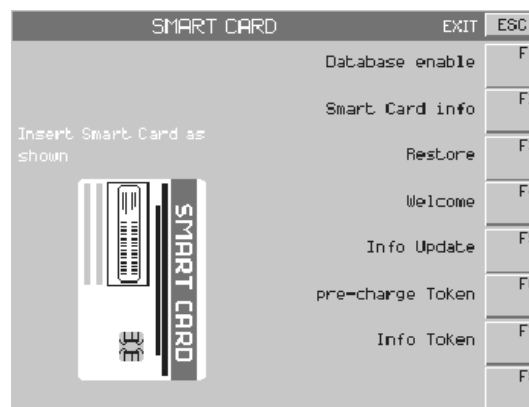 SMART CARD EXIT ESC
Database enable F
Smart Card info F
Insert Smart Card as
shown
Restore F
Welcome F
Info Update F
pre-charge Token F
Info Token F
F
SMART CARD